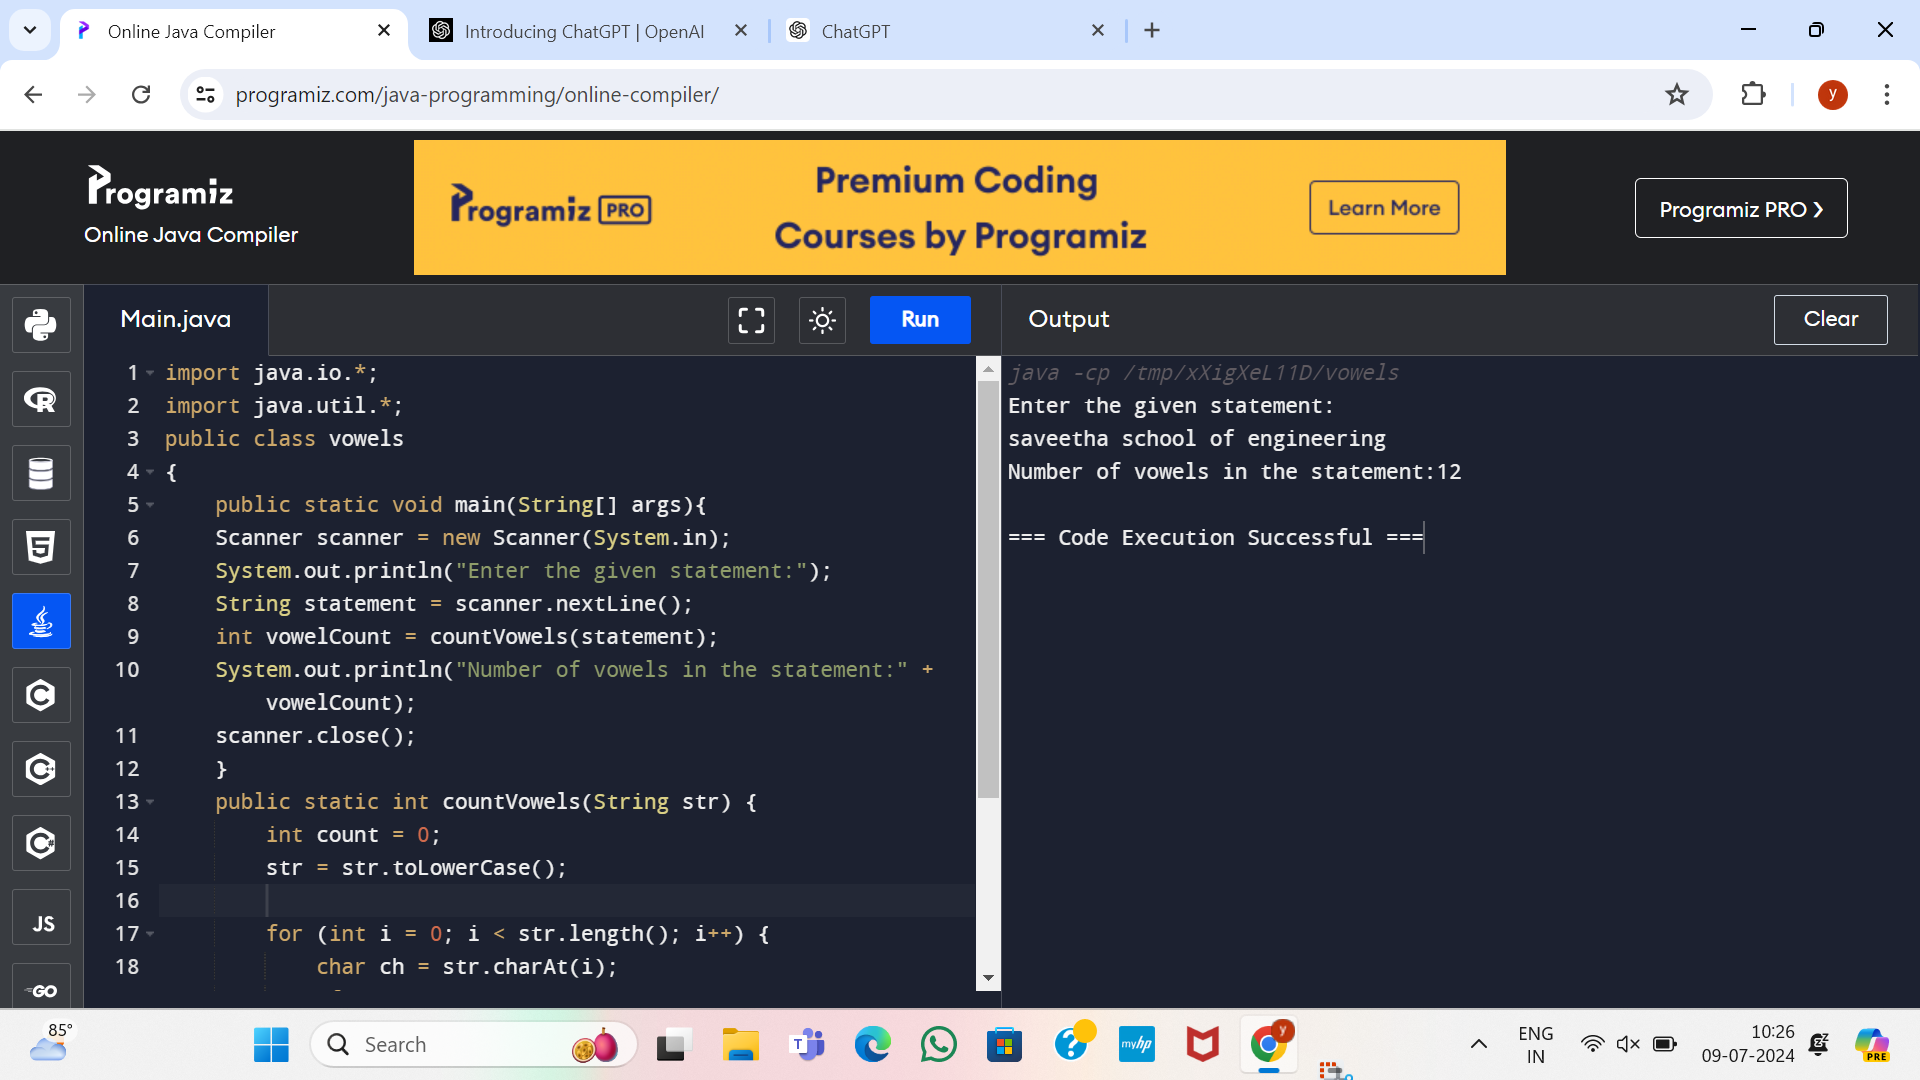 Online Java Compiler
Introducing ChatGPT | OpenAI
ChatGPT
programiz.com/java-programming/online-compiler/
y
Programiz
Online Java Compiler
Programiz PRO
Premium Coding
Courses by Programiz
Learn More
Programiz PRO ❯
Main.java
Run
Output
Clear
1 import java.io.*;
2 import java.util.*;
3 public class vowels
4 {
5 public static void main(String[] args){
6 Scanner scanner = new Scanner(System.in);
7 System.out.println("Enter the given statement:");
8 String statement = scanner.nextLine();
9 int vowelCount = countVowels(statement);
10 System.out.println("Number of vowels in the statement:" +
vowelCount);
11 scanner.close();
12 }
13 public static int countVowels(String str) {
14 int count = 0;
15 str = str.toLowerCase();
16
17 for (int i = 0; i < str.length(); i++) {
18 char ch = str.charAt(i);
java -cp /tmp/xXigXeL11D/vowels
Enter the given statement:
saveetha school of engineering
Number of vowels in the statement:12
=== Code Execution Successful ===
JS
GO
85°
Search
myhp
y
ENG
IN
10:26
09-07-2024
PRE